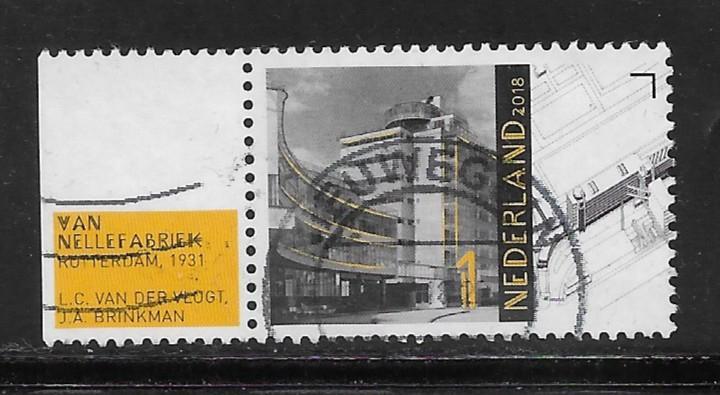 VAN
NELLEFABRIEK
ROTTERDAM, 1931
L.C. VAN DER VLUGT,
J.A. BRINKMAN
1
NEDERLAND 2018